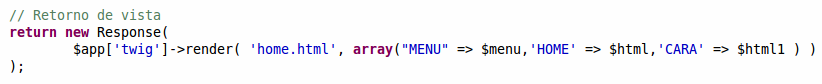 // Retorno de vista
return new Response(
$app['twig']->render( 'home.html', array("MENU" => $menu,'HOME' => $html,'CARA' => $html1 ) )
);